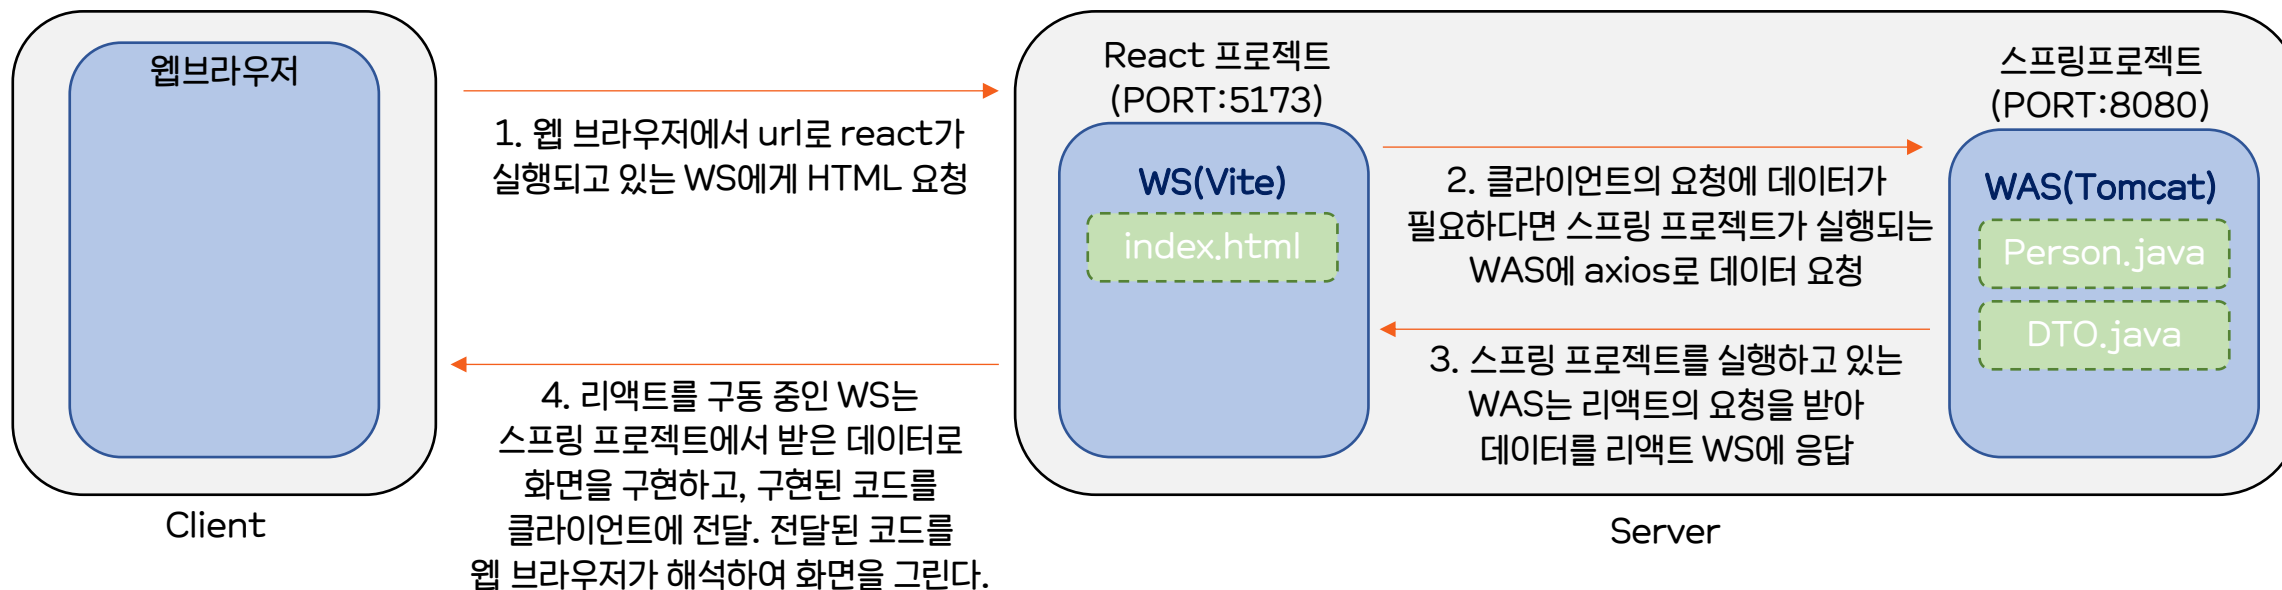 웹브라우저
Client
1. 웹 브라우저에서 url로 react가
실행되고 있는 WS에게 HTML 요청
4. 리액트를 구동 중인 WS는
스프링 프로젝트에서 받은 데이터로
화면을 구현하고, 구현된 코드를
클라이언트에 전달. 전달된 코드를
웹 브라우저가 해석하여 화면을 그린다.
React 프로젝트
(PORT:5173)
WS(Vite)
index.html
2. 클라이언트의 요청에 데이터가
필요하다면 스프링 프로젝트가 실행되는
WAS에 axios로 데이터 요청
3. 스프링 프로젝트를 실행하고 있는
WAS는 리액트의 요청을 받아
데이터를 리액트 WS에 응답
스프링프로젝트
(PORT:8080)
WAS(Tomcat)
Person.java
DTO.java
Server